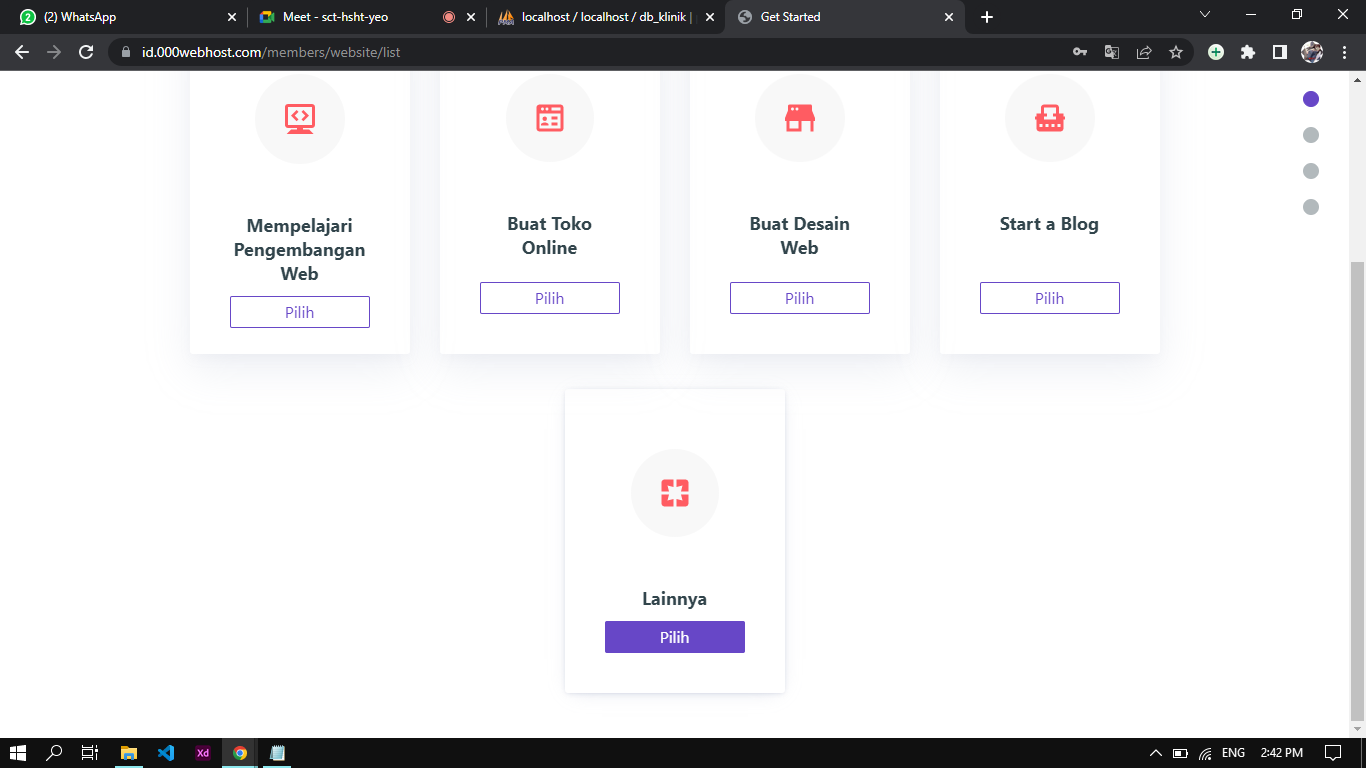 (2) WhatsApp
Meet - sct-hsht-yeo
localhost / localhost / db_klinik |
Get Started
id.000webhost.com/members/website/list
Mempelajari
Pengembangan
Web
Pilih
Buat Toko
Online
Pilih
Buat Desain
Web
Pilih
Start a Blog
Pilih
Lainnya
Pilih
Xd
ENG
2:42 PM